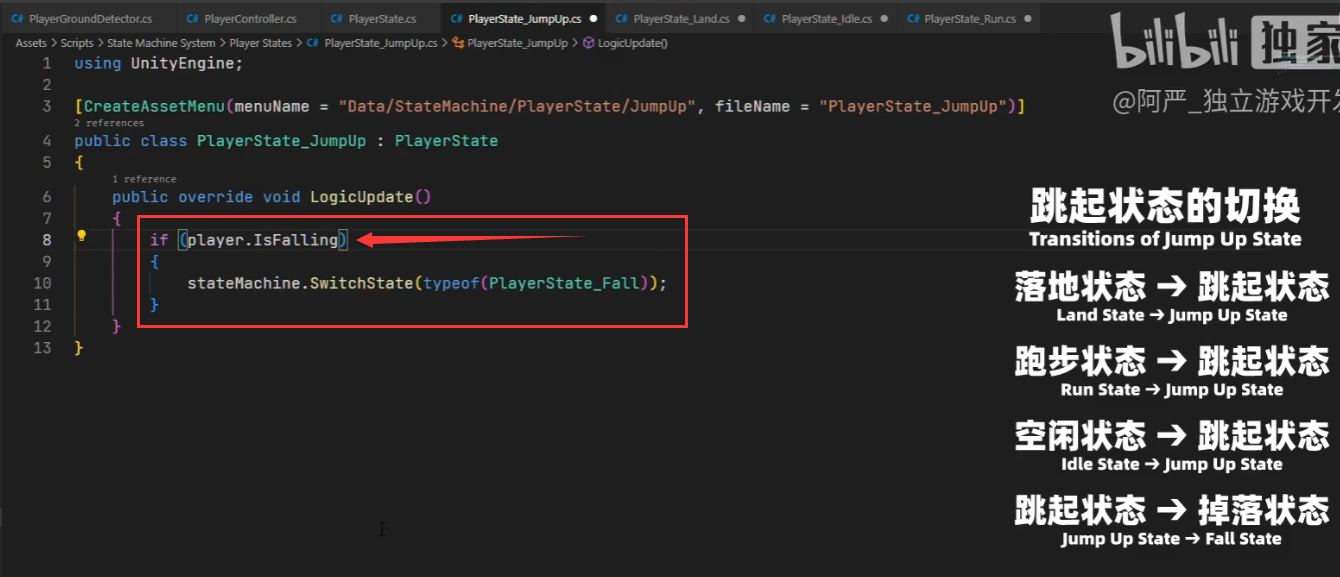 PlayerGroundDetector.cs
PlayerController.cs
PlayerState.cs
PlayerState_JumpUp.cs
PlayerState_Land.cs
PlayerState_Idle.cs
PlayerState_Run.cs
Assets > Scripts > State Machine System > Player States > PlayerState_JumpUp.cs > PlayerState_JumpUp > LogicUpdate()
bilibili 独家
@阿严_独立游戏开发
1 using UnityEngine;
2
3 [CreateAssetMenu(menuName = "Data/StateMachine/PlayerState/JumpUp", fileName = "PlayerState_JumpUp")]
2 references
4 public class PlayerState_JumpUp : PlayerState
5 {
1 reference
6 public override void LogicUpdate()
7 {
8 if (player.IsFalling)
9 {
10 stateMachine.SwitchState(typeof(PlayerState_Fall));
11 }
12 }
13 }
跳起状态的切换
Transitions of Jump Up State
落地状态 → 跳起状态
Land State → Jump Up State
跑步状态 → 跳起状态
Run State → Jump Up State
空闲状态 → 跳起状态
Idle State → Jump Up State
跳起状态 → 掉落状态
Jump Up State → Fall State